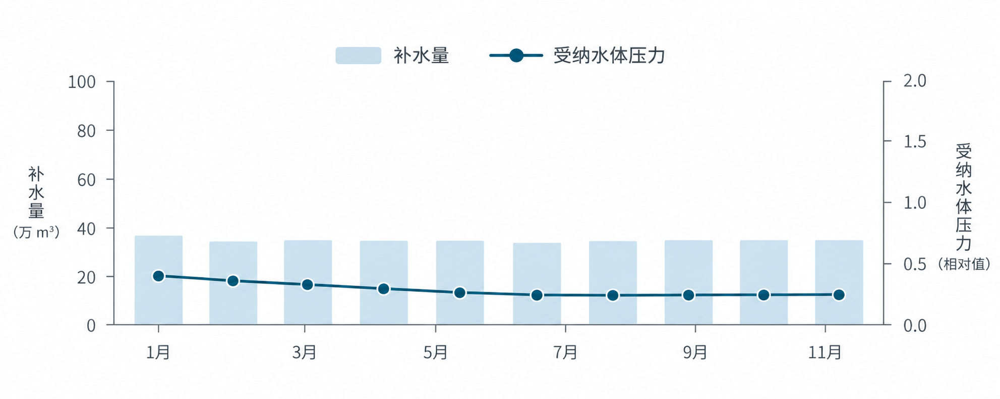 补水量
受纳水体压力
100
80
60
40
20
0
补水量
（万 m³）
2.0
1.5
1.0
0.5
0.0
受纳水体压力
（相对值）
1月
3月
5月
7月
9月
11月